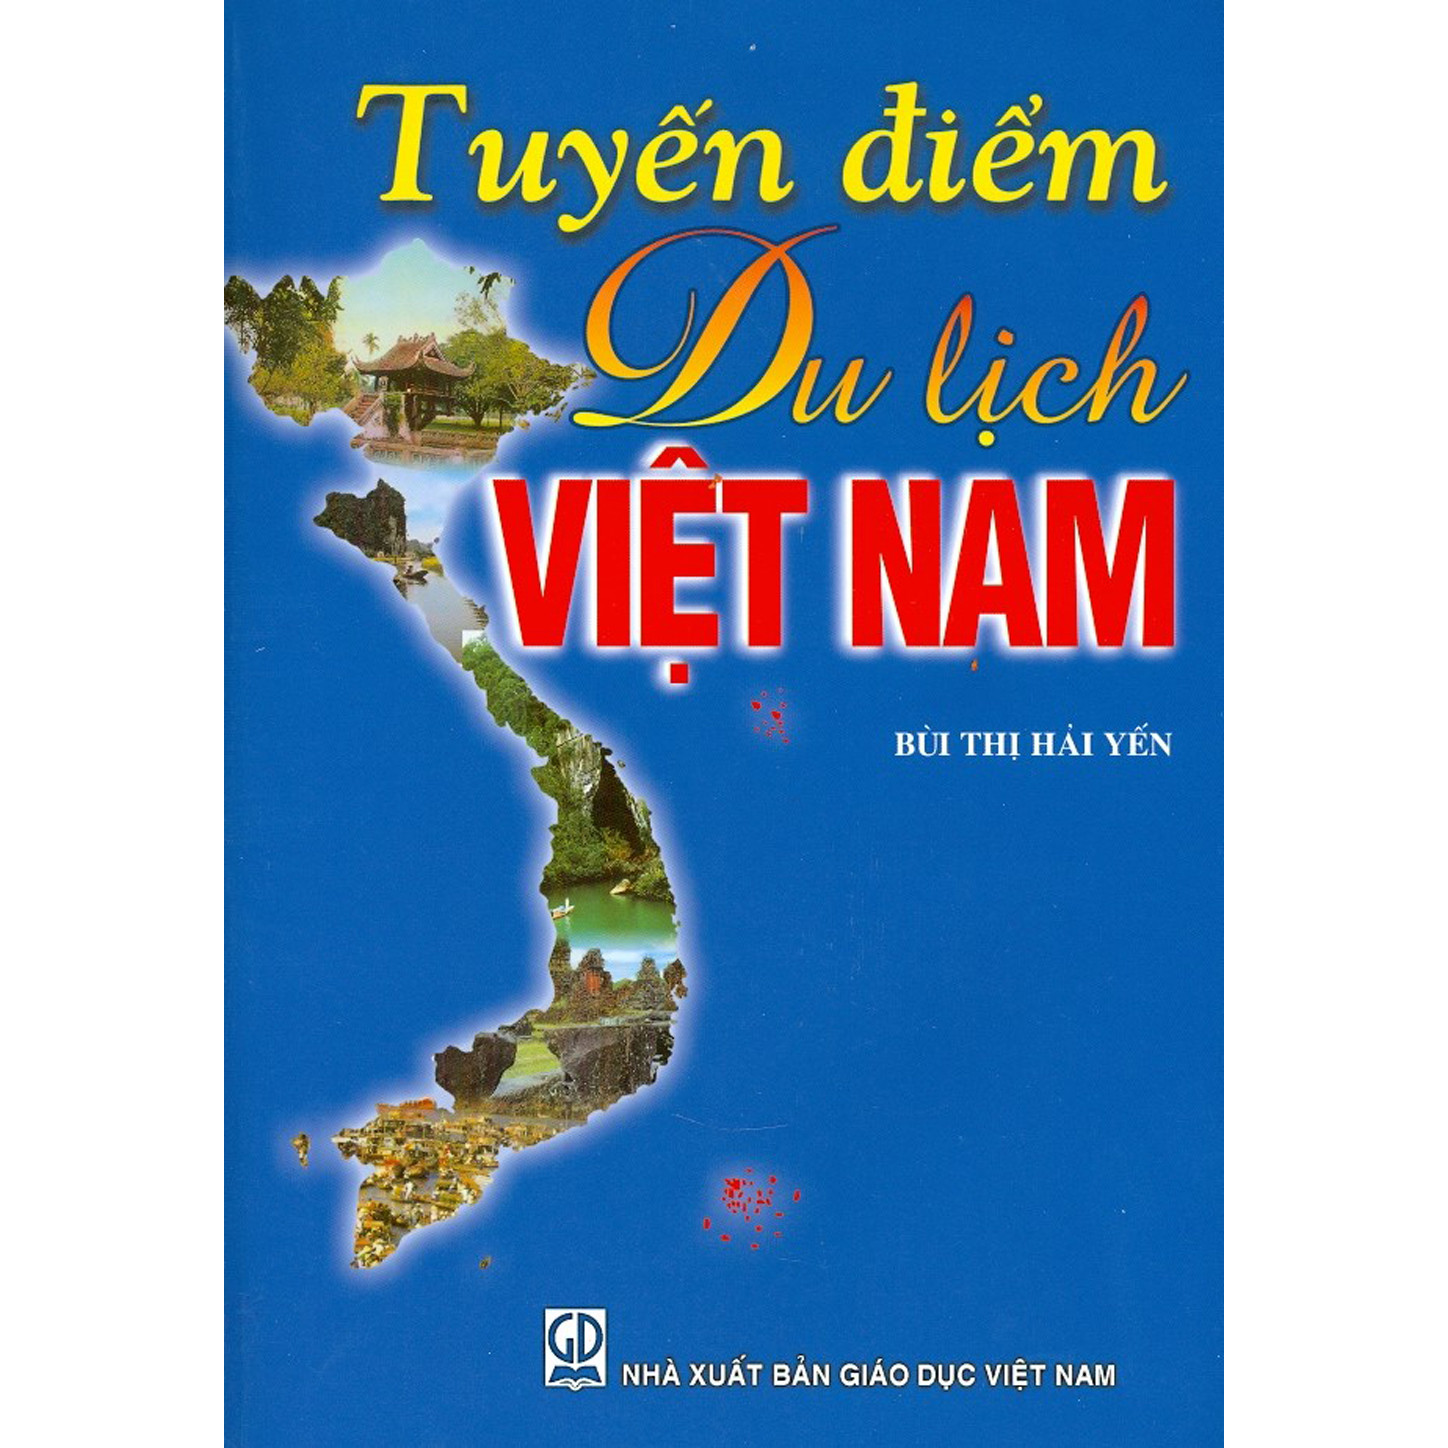 Tuyến điểm
Du lịch
VIỆT NAM
BÙI THỊ HẢI YẾN
GD
NHÀ XUẤT BẢN GIÁO DỤC VIỆT NAM